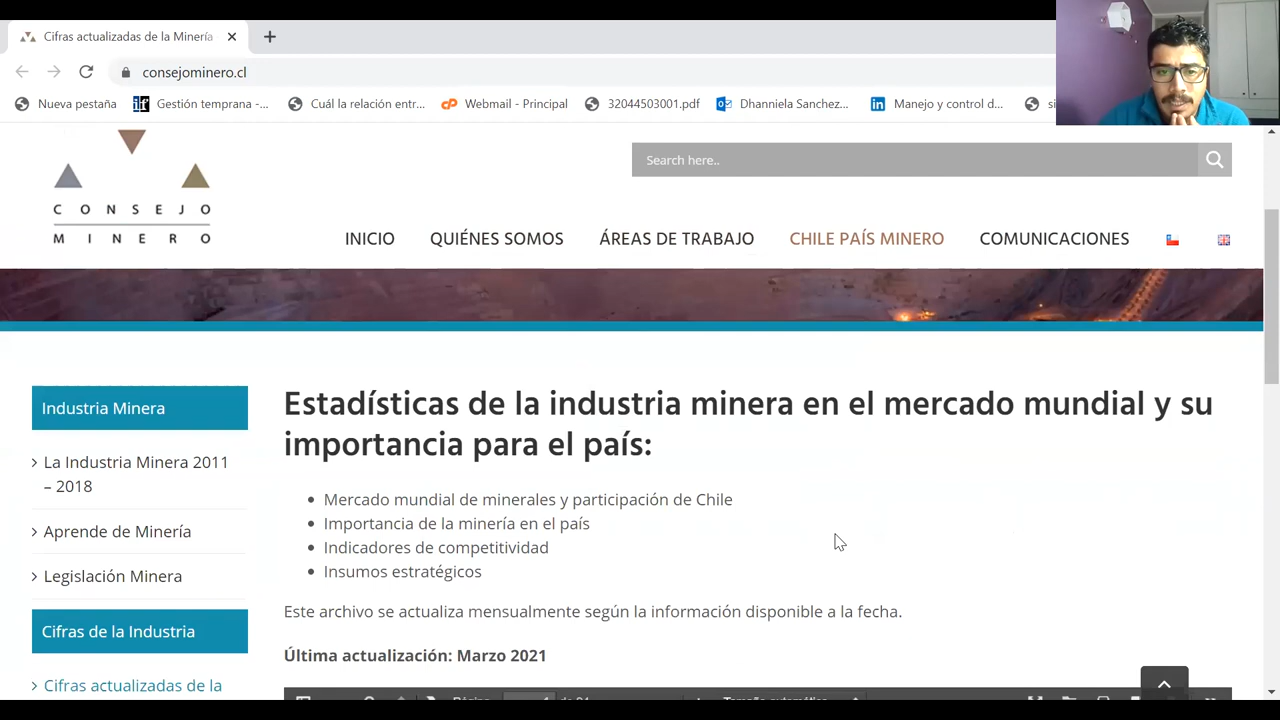 Cifras actualizadas de la Minería
consejominero.cl
Nueva pestaña
Gestión temprana -...
Cuál la relación entr...
Webmail - Principal
32044503001.pdf
Dhanniela Sanchez...
Manejo y control d...
CONSEJO
MINERO
Search here..
INICIO
QUIÉNES SOMOS
ÁREAS DE TRABAJO
CHILE PAÍS MINERO
COMUNICACIONES
Industria Minera
La Industria Minera 2011
– 2018
Aprende de Minería
Legislación Minera
Cifras de la Industria
Cifras actualizadas de la
Estadísticas de la industria minera en el mercado mundial y su
importancia para el país:
Mercado mundial de minerales y participación de Chile
Importancia de la minería en el país
Indicadores de competitividad
Insumos estratégicos
Este archivo se actualiza mensualmente según la información disponible a la fecha.
Última actualización: Marzo 2021